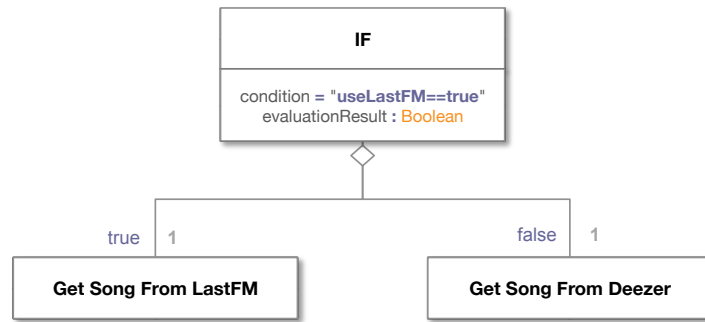 IF
condition = "useLastFM==true"
evaluationResult : Boolean
true 1
false 1
Get Song From LastFM
Get Song From Deezer